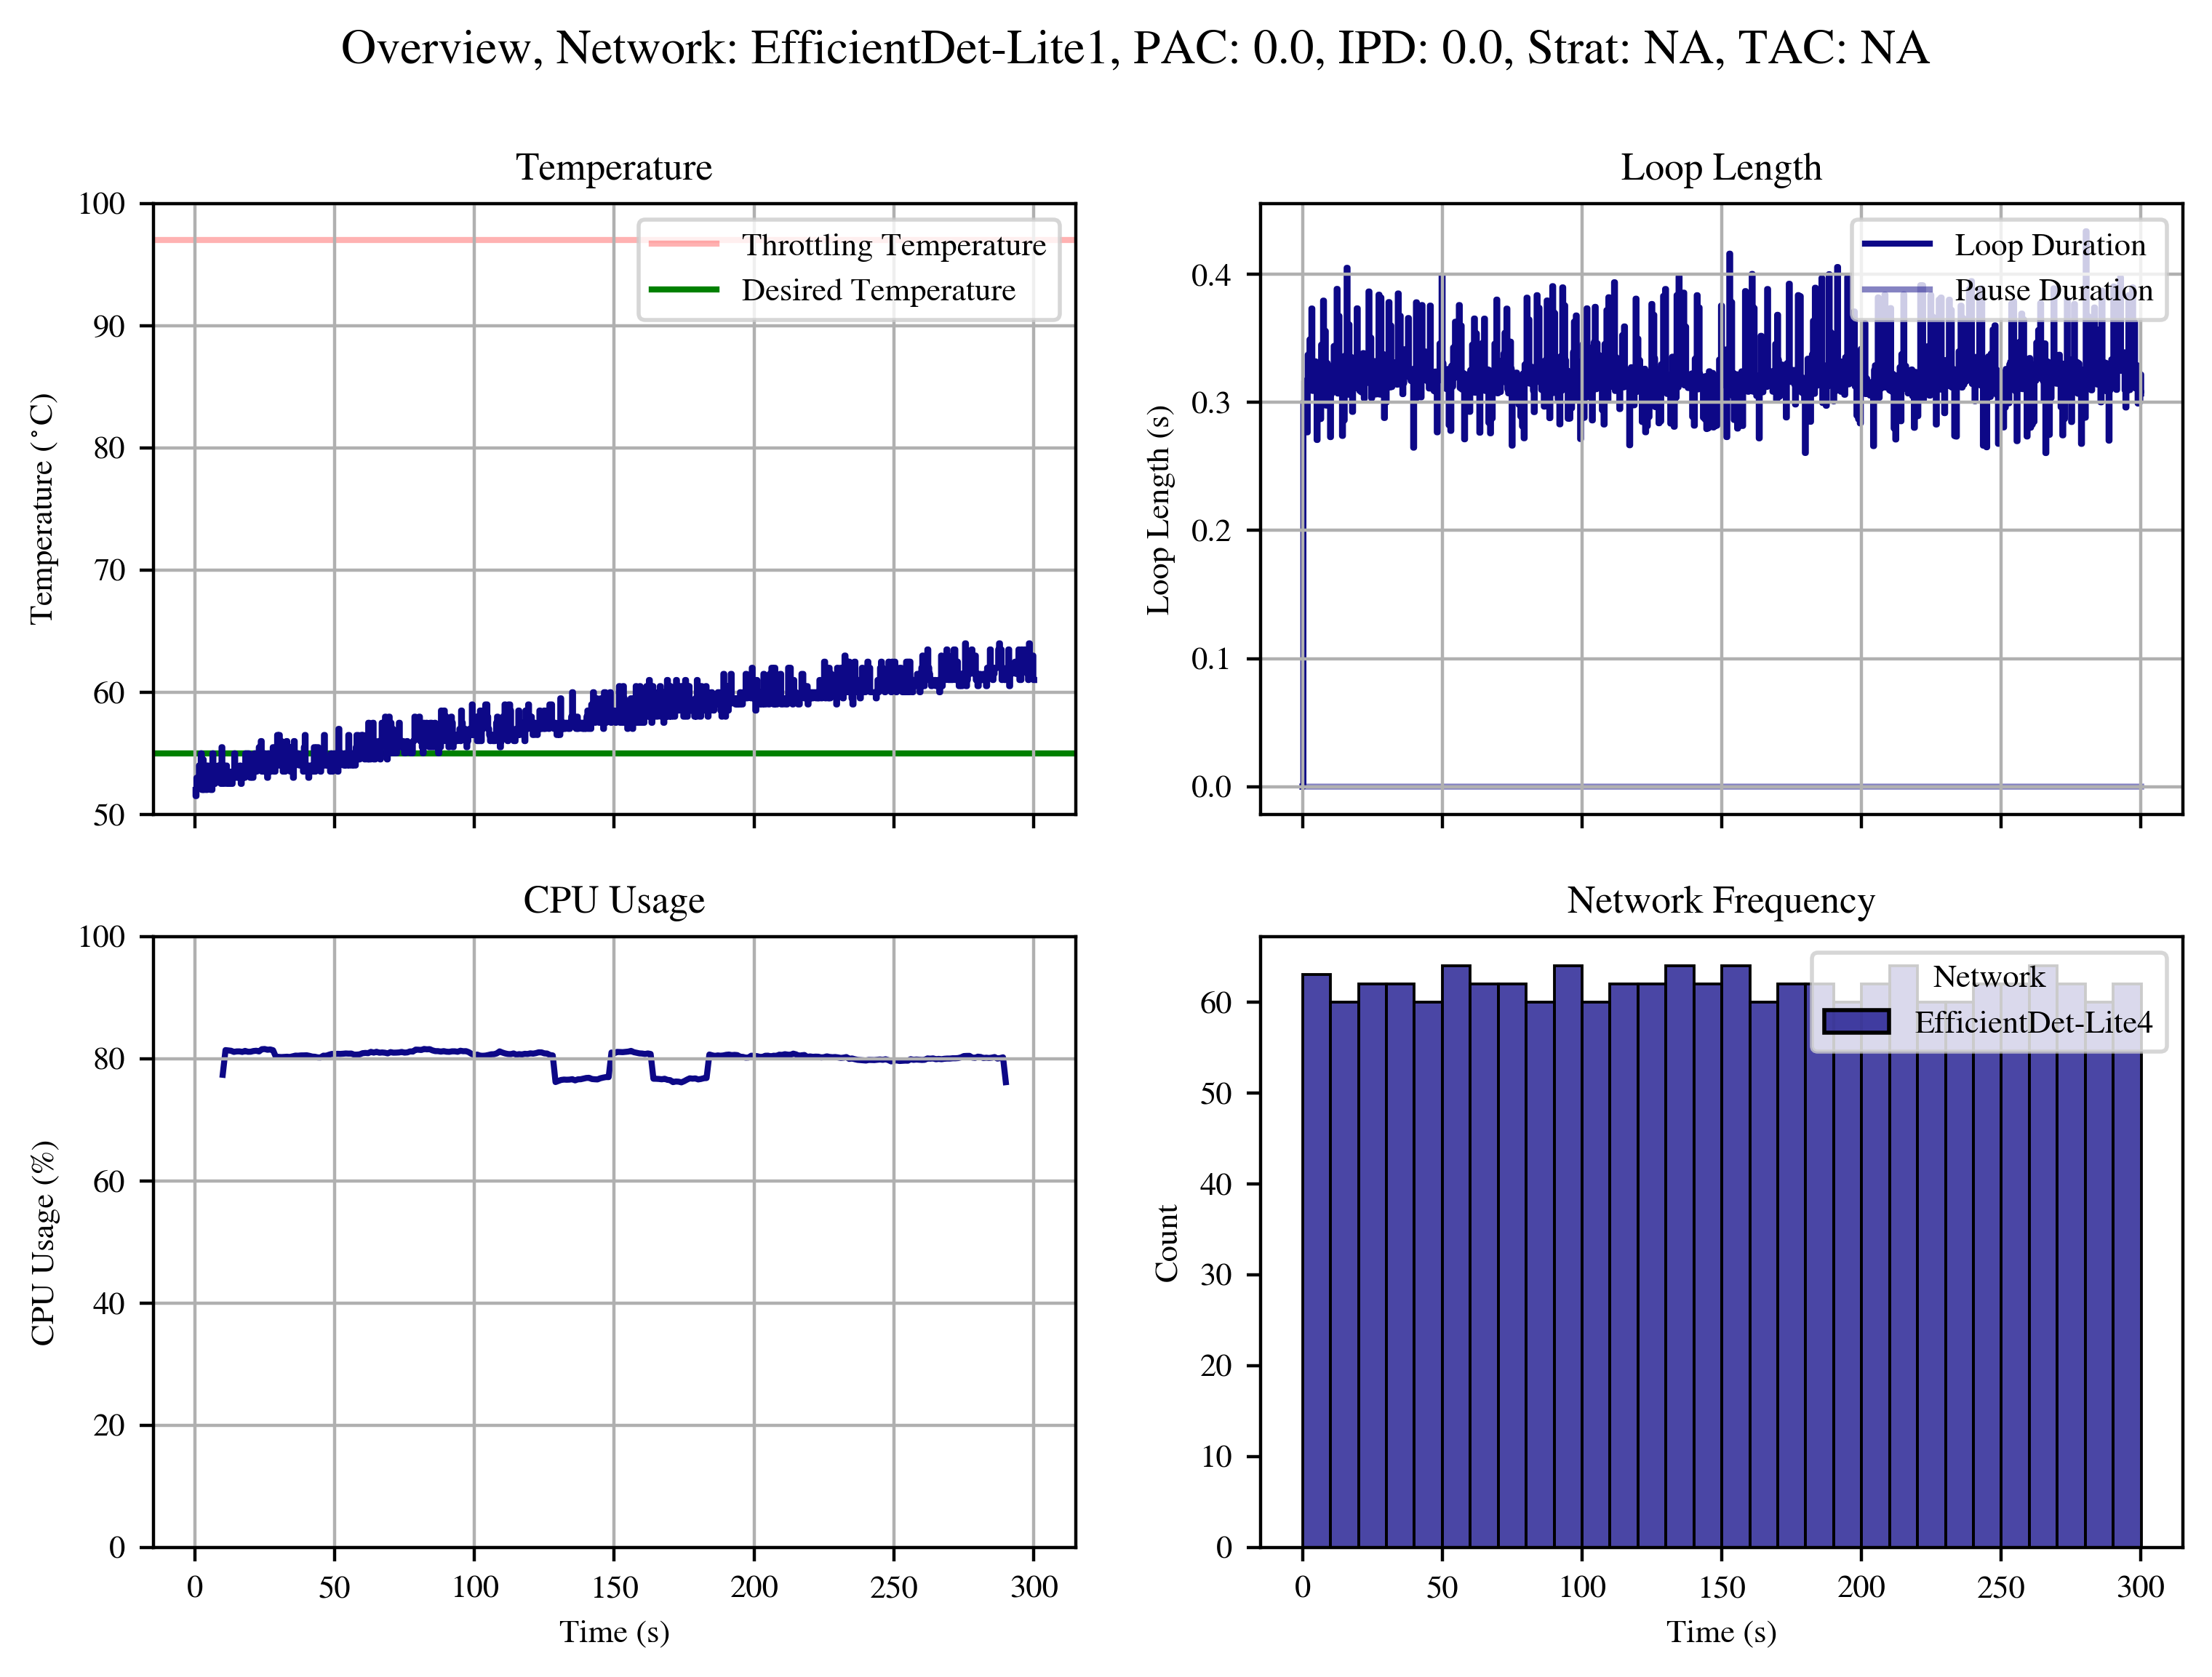 Overview, Network: EfficientDet-Lite1, PAC: 0.0, IPD: 0.0, Strat: NA, TAC: NA
Temperature
100
90
80
70
60
50
Temperature (°C)
Throttling Temperature
Desired Temperature
Loop Length
0.4
0.3
0.2
0.1
0.0
Loop Length (s)
Loop Duration
Pause Duration
CPU Usage
100
80
60
40
20
0
CPU Usage (%)
0 50 100 150 200 250 300
Time (s)
Network Frequency
60
50
40
30
20
10
0
Count
Network
EfficientDet-Lite4
0 50 100 150 200 250 300
Time (s)